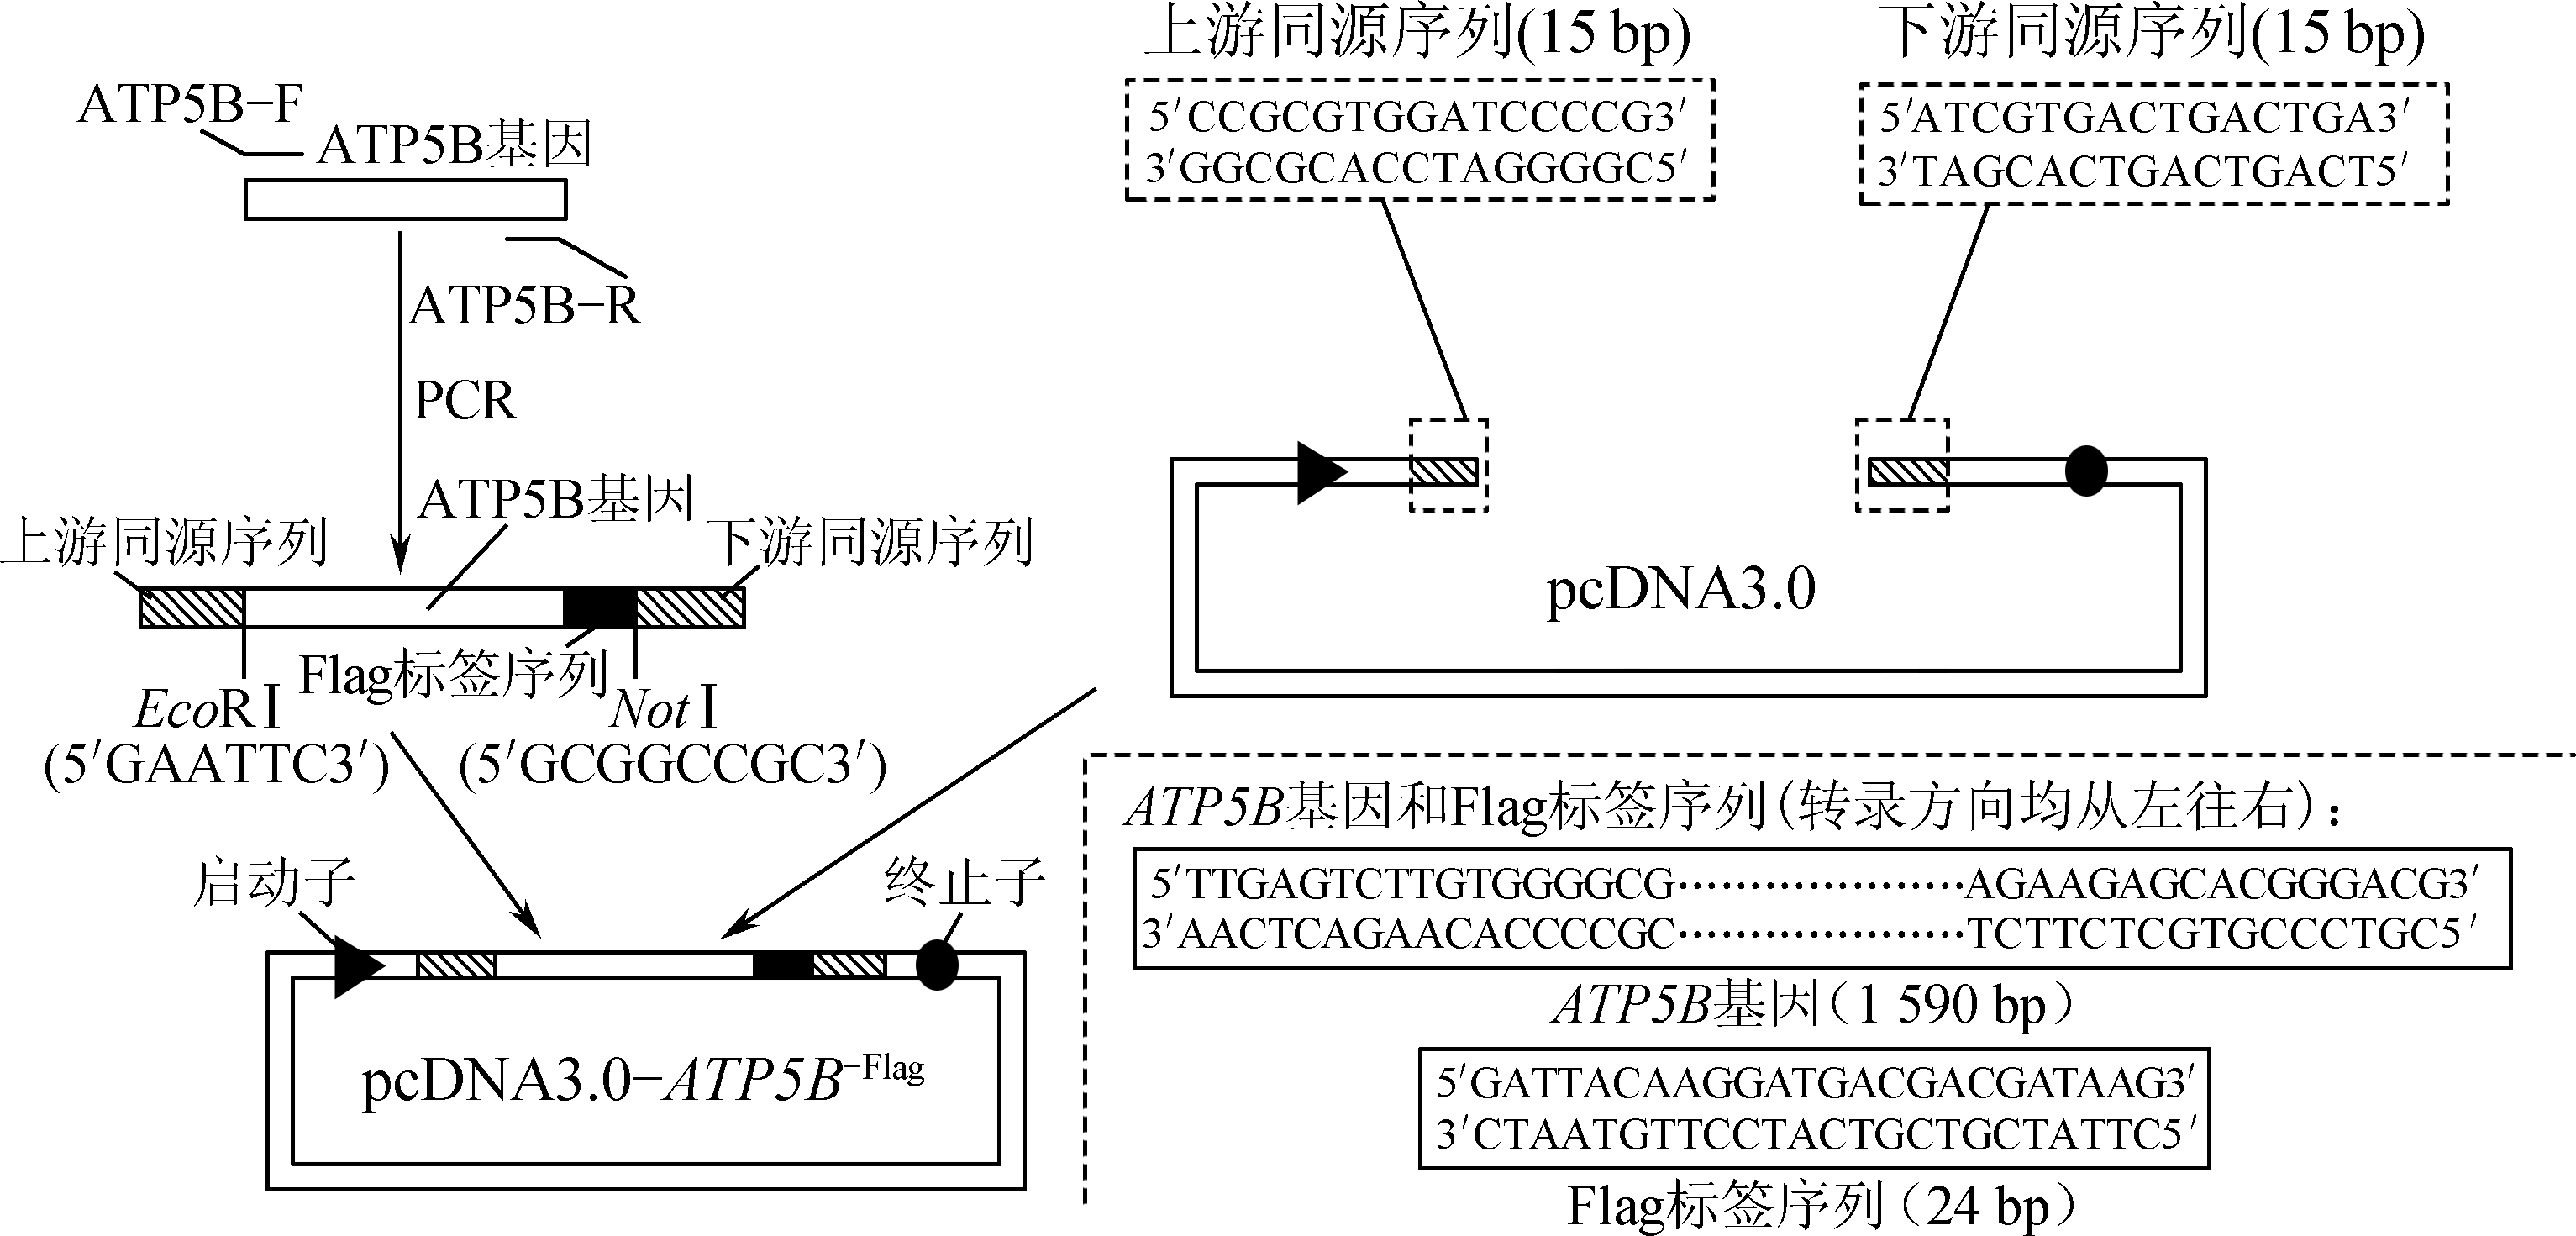 上游同源序列(15 bp)
下游同源序列(15 bp)
5′CCGCGTGGATCCCCG3′
3′GGCGCACCTAGGGGC5′
5′ATCGTGACTGACTGA3′
3′TAGCACTGACTGACT5′
ATP5B-F
ATP5B基因
ATP5B-R
PCR
ATP5B基因
上游同源序列
下游同源序列
Flag标签序列
EcoRⅠ
(5′GAATTC3′)
NotⅠ
(5′GCGGCCGC3′)
pcDNA3.0
启动子
终止子
pcDNA3.0-ATP5B-Flag
ATP5B基因和Flag标签序列(转录方向均从左往右)：
5′TTGAGTCTTGTGGGGCG····················AGAAGAGCACGGGACG3′
3′AACTCAGAACACCCCGC····················TCTTCTCGTGCCCTGC5′
ATP5B基因(1 590 bp)
5′GATTACAAGGATGACGACGATAAG3′
3′CTAATGTTCCTACTGCTGCTATTC5′
Flag标签序列(24 bp)